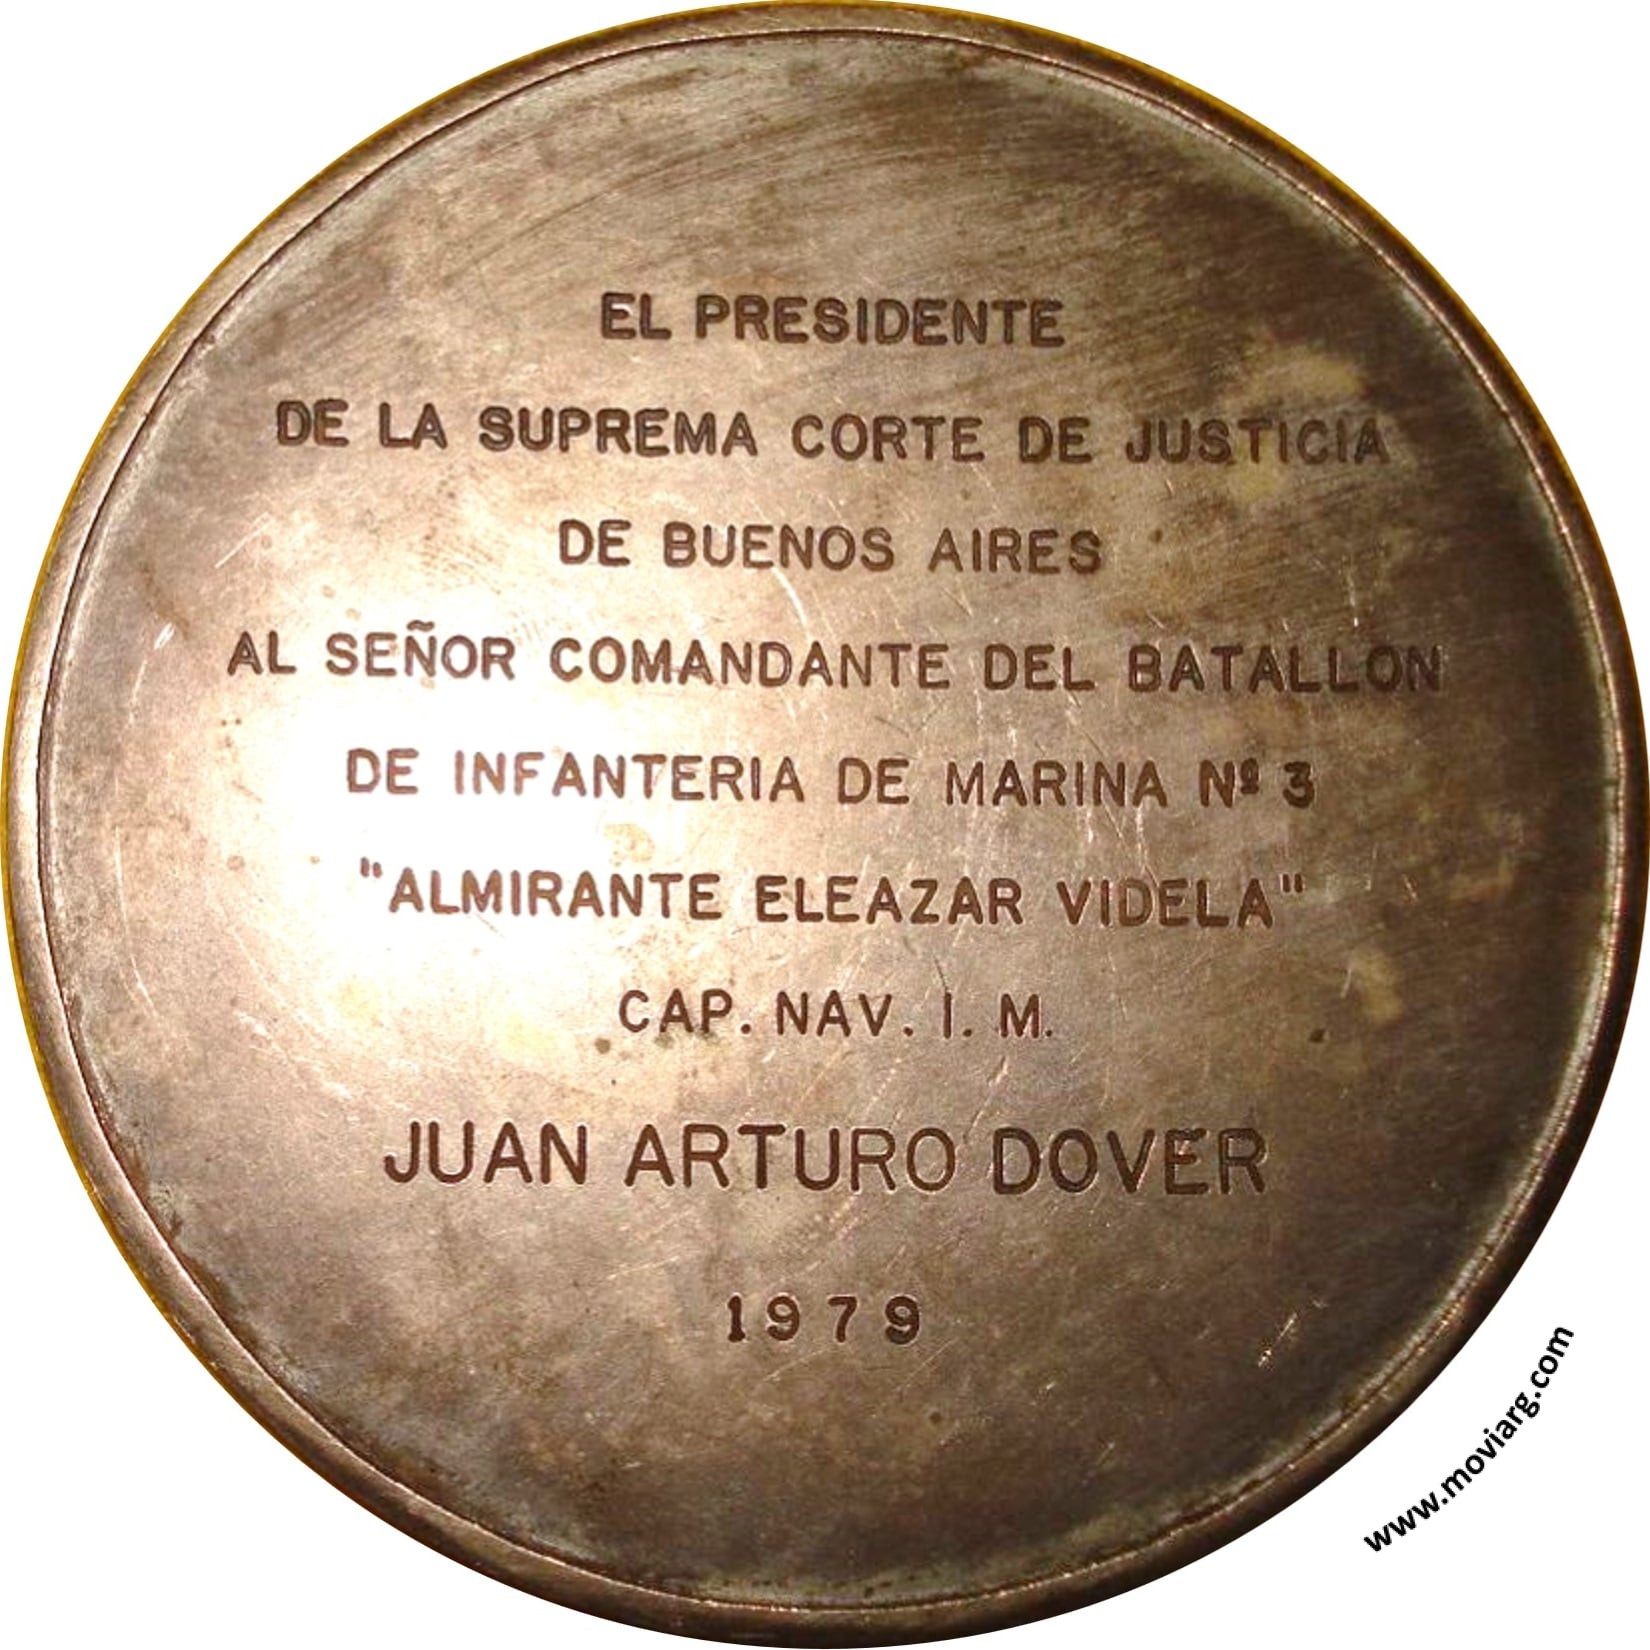 EL PRESIDENTE
DE LA SUPREMA CORTE DE JUSTICIA
DE BUENOS AIRES
AL SEÑOR COMANDANTE DEL BATALLON
DE INFANTERIA DE MARINA Nº 3
"ALMIRANTE ELEAZAR VIDELA"
CAP. NAV. I. M.
JUAN ARTURO DOVER
1979
www.moviarg.com